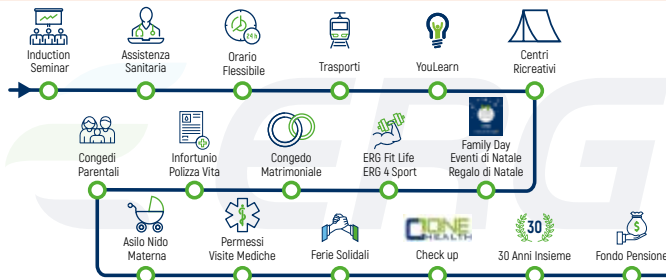 Induction
Seminar
Assistenza
Sanitaria
24h
Orario
Flessibile
Trasporti
YouLearn
Centri
Ricreativi
Congedi
Parentali
Infortunio
Polizza Vita
Congedo
Matrimoniale
ERG Fit Life
ERG 4 Sport
Family Day
Eventi di Natale
Regalo di Natale
Asilo Nido
Materna
Permessi
Visite Mediche
Ferie Solidali
ONE
HEALTH
Check up
30
30 Anni Insieme
$
Fondo Pensione
ERG